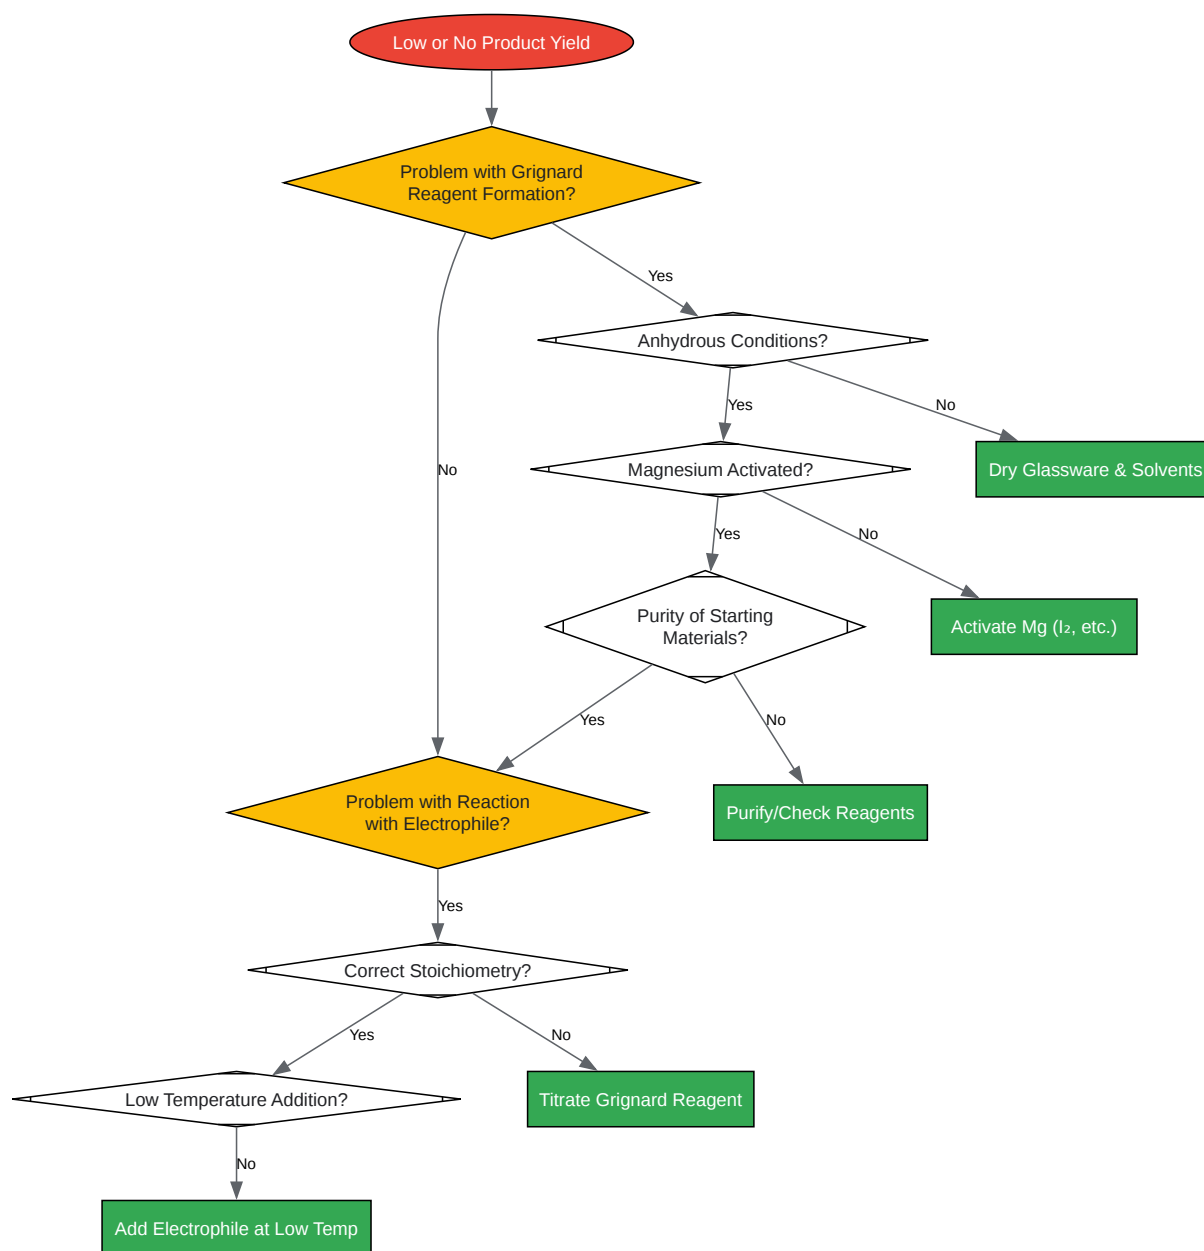 Low or No Product Yield
Problem with Grignard
Reagent Formation?
Yes
Anhydrous Conditions?
Yes
No
Magnesium Activated?
No
Dry Glassware & Solvents
Yes
No
Purity of Starting
Materials?
Activate Mg (I₂, etc.)
Yes
No
Problem with Reaction
with Electrophile?
Purify/Check Reagents
Yes
Correct Stoichiometry?
Yes
No
Low Temperature Addition?
Titrate Grignard Reagent
No
Add Electrophile at Low Temp